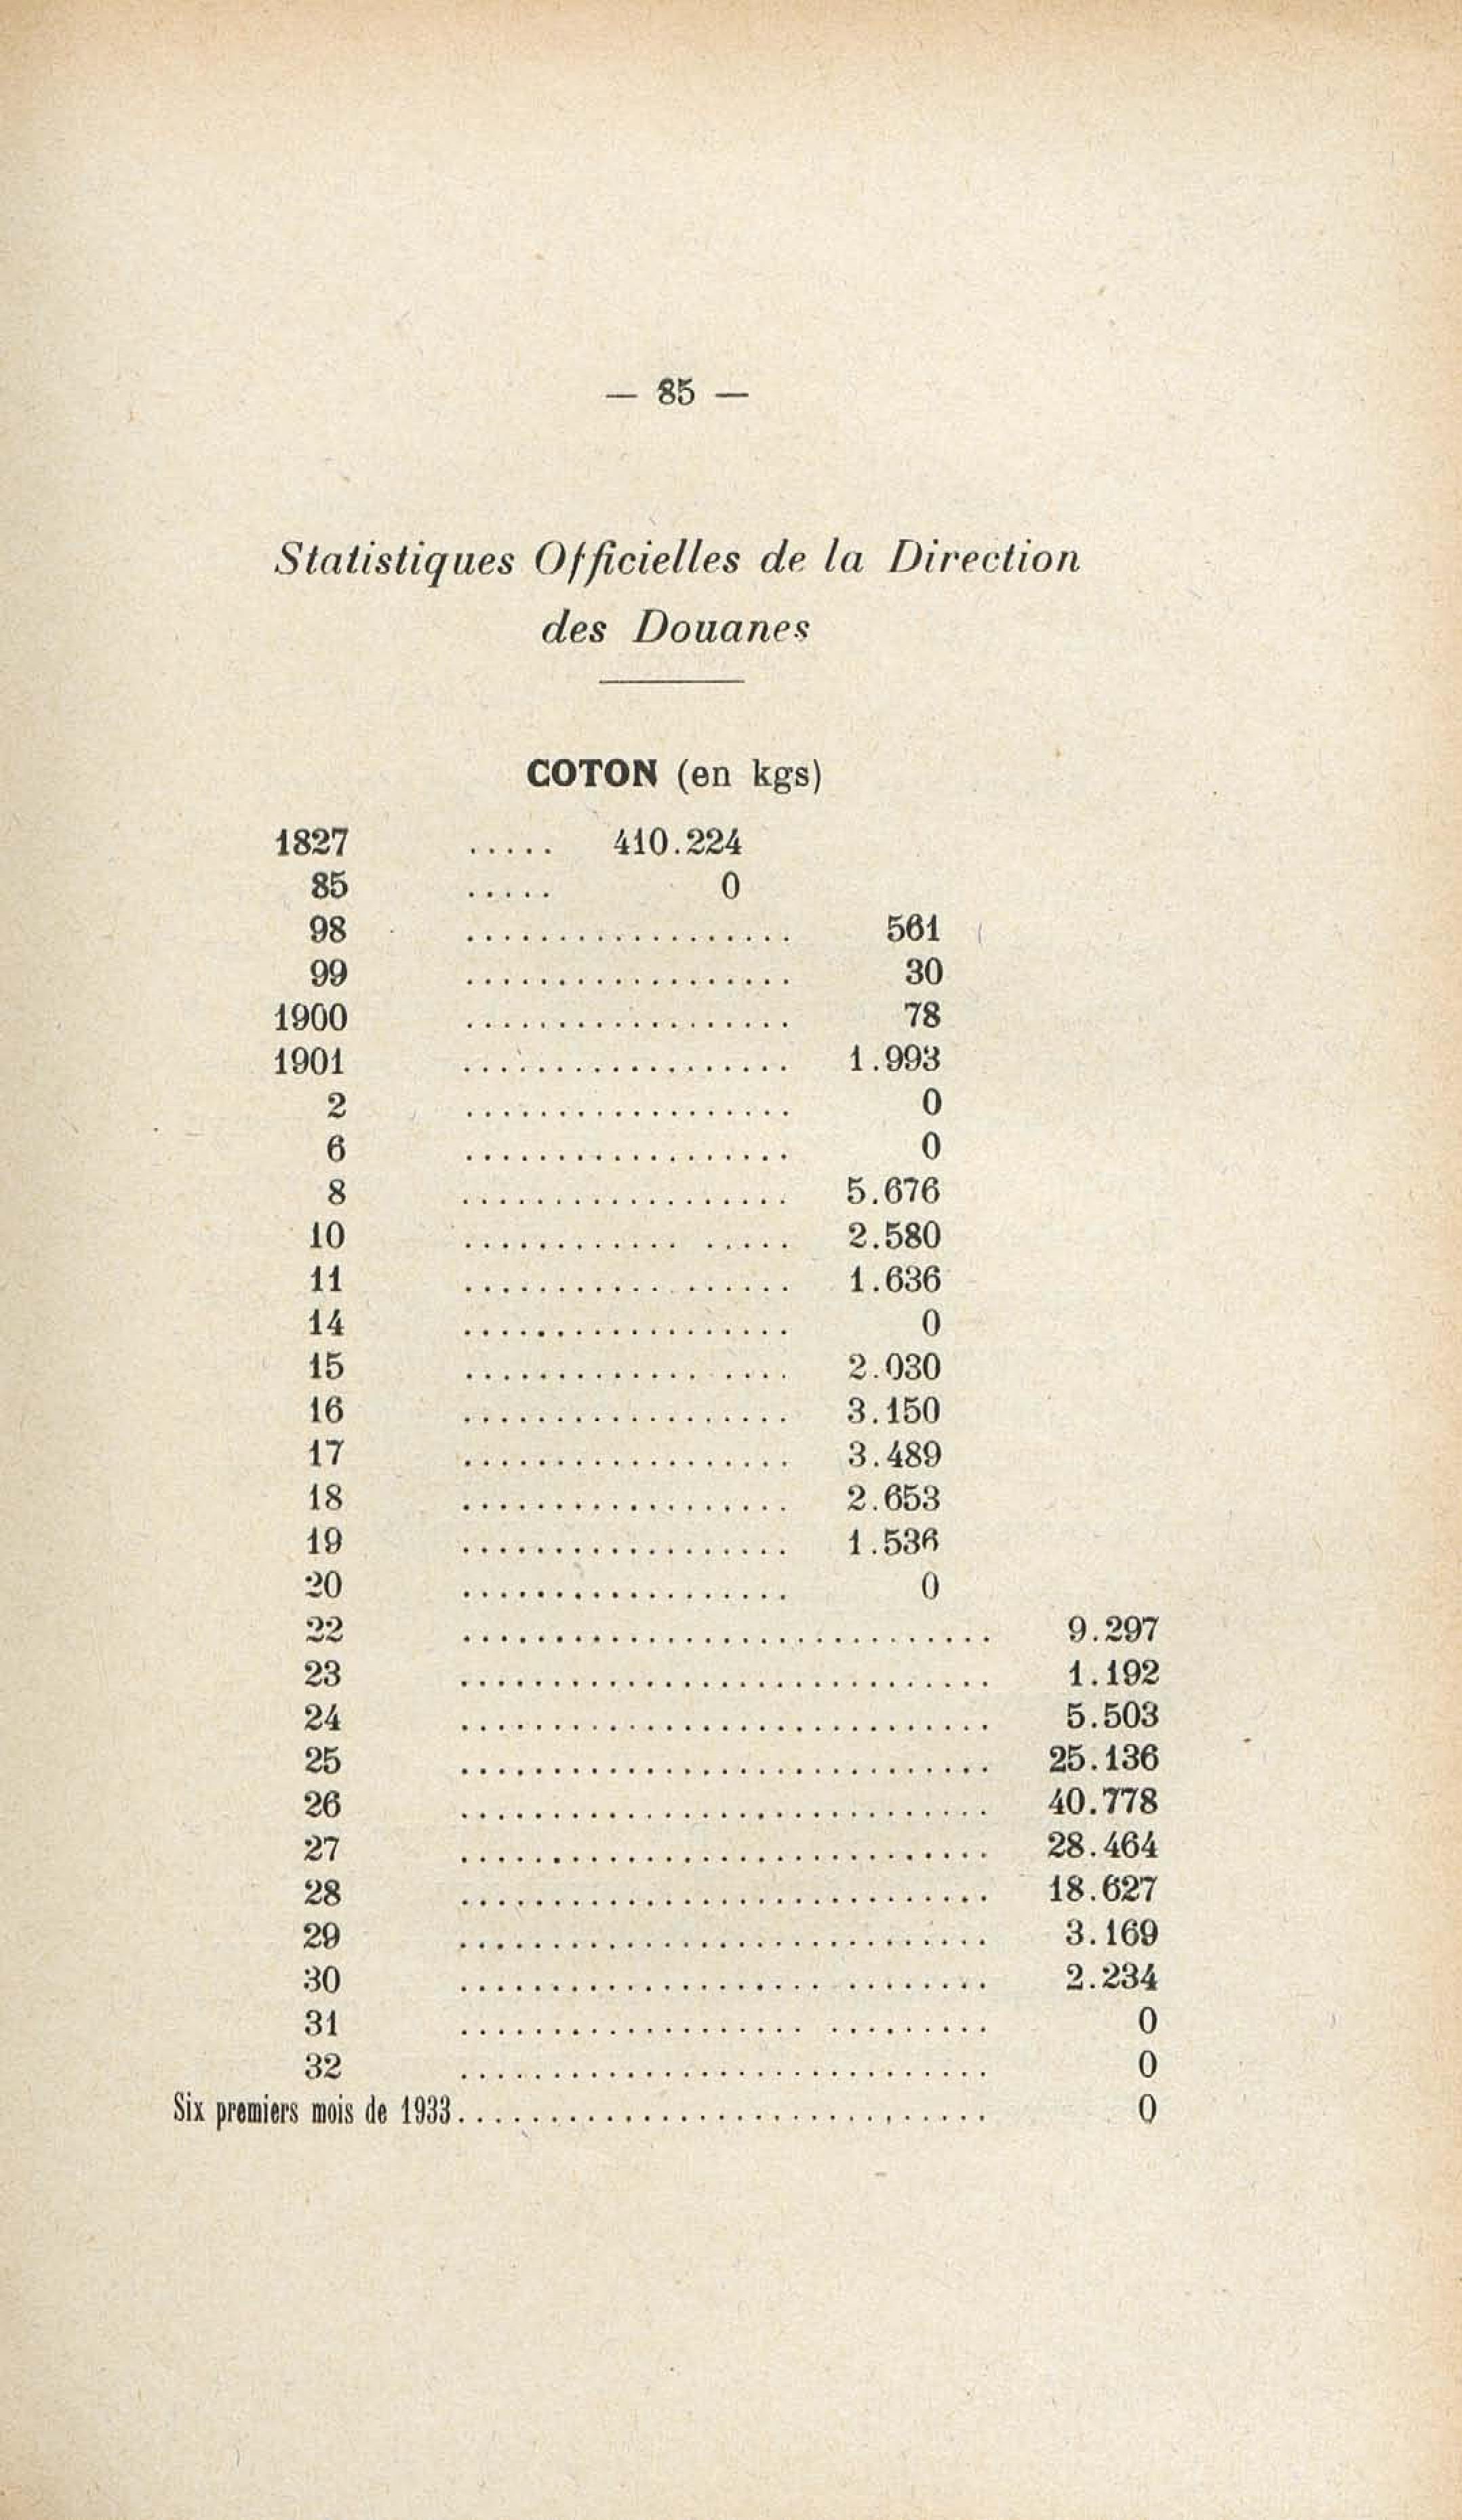 — 85 —
Statistiques Officielles de la Direction
des Douanes
COTON (en kgs)
1827 ..... 410.224
85 ..... 0
98 .................. 561
99 .................. 30
1900 .................. 78
1901 .................. 1.993
2 .................. 0
6 .................. 0
8 .................. 5.676
10 ............ ..... 2.580
11 ........... ...... 1.636
14 .................. 0
15 .............. .... 2.030
16 .................. 3.150
17 .................. 3.489
18 .................. 2.653
19 .................. 1.536
20 .................. 0
22 ............................. 9.297
23 ............................. 1.192
24 ............................. 5.503
25 ............................. 25.136
26 ............................. 40.778
27 ............................. 28.464
28 ............................. 18.627
29 ............................. 3.169
30 .................... ........ 2.234
31 ................... ......... 0
32 ............................. 0
Six premiers mois de 1933............................. 0